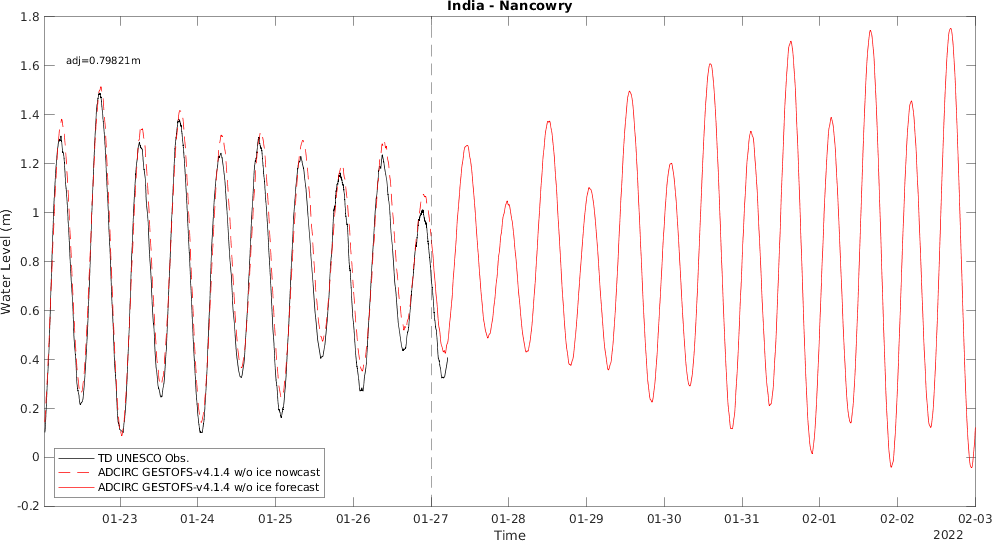 India - Nancowry
1.8
1.6
1.4
1.2
1
0.8
0.6
0.4
0.2
0
-0.2
Water Level (m)
adj=0.79821m
TD UNESCO Obs.
ADCIRC GESTOFS-v4.1.4 w/o ice nowcast
ADCIRC GESTOFS-v4.1.4 w/o ice forecast
01-23 01-24 01-25 01-26 01-27 01-28 01-29 01-30 01-31 02-01 02-02 02-03
Time
2022